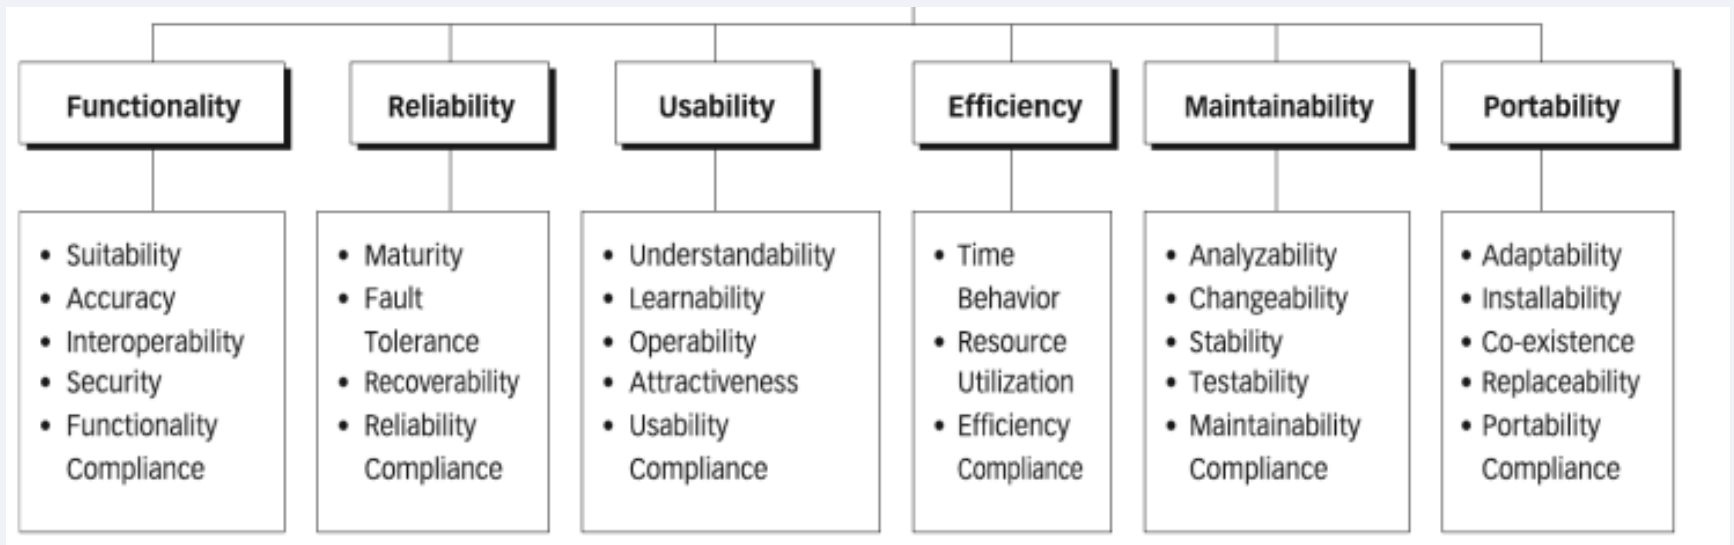 Functionality
Reliability
Usability
Efficiency
Maintainability
Portability
• Suitability
• Accuracy
• Interoperability
• Security
• Functionality
Compliance
• Maturity
• Fault
Tolerance
• Recoverability
• Reliability
Compliance
• Understandability
• Learnability
• Operability
• Attractiveness
• Usability
Compliance
• Time
Behavior
• Resource
Utilization
• Efficiency
Compliance
• Analyzability
• Changeability
• Stability
• Testability
• Maintainability
Compliance
• Adaptability
• Installability
• Co-existence
• Replaceability
• Portability
Compliance